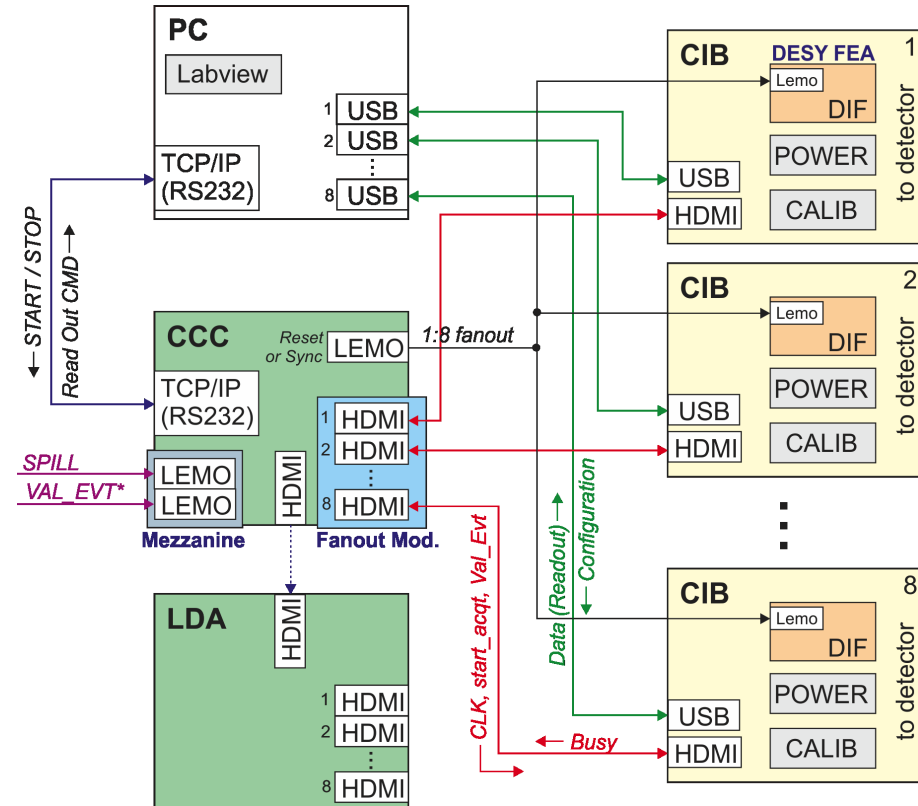 PC
Labview
1 USB
2 USB
8 USB
TCP/IP
(RS232)
← START / STOP
Read Out CMD →
CCC
Reset
or Sync
LEMO
1:8 fanout
TCP/IP
(RS232)
1 HDMI
2 HDMI
8 HDMI
SPILL
VAL_EVT*
LEMO
LEMO
HDMI
Mezzanine
Fanout Mod.
LDA
HDMI
1 HDMI
2 HDMI
8 HDMI
CLK, start_acqt, Val_Evt
← Busy
Data (Readout) →
← Configuration
CIB
1
DESY FEA
Lemo
DIF
POWER
CALIB
USB
HDMI
to detector
CIB
2
Lemo
DIF
POWER
CALIB
USB
HDMI
to detector
CIB
8
Lemo
DIF
POWER
CALIB
USB
HDMI
to detector